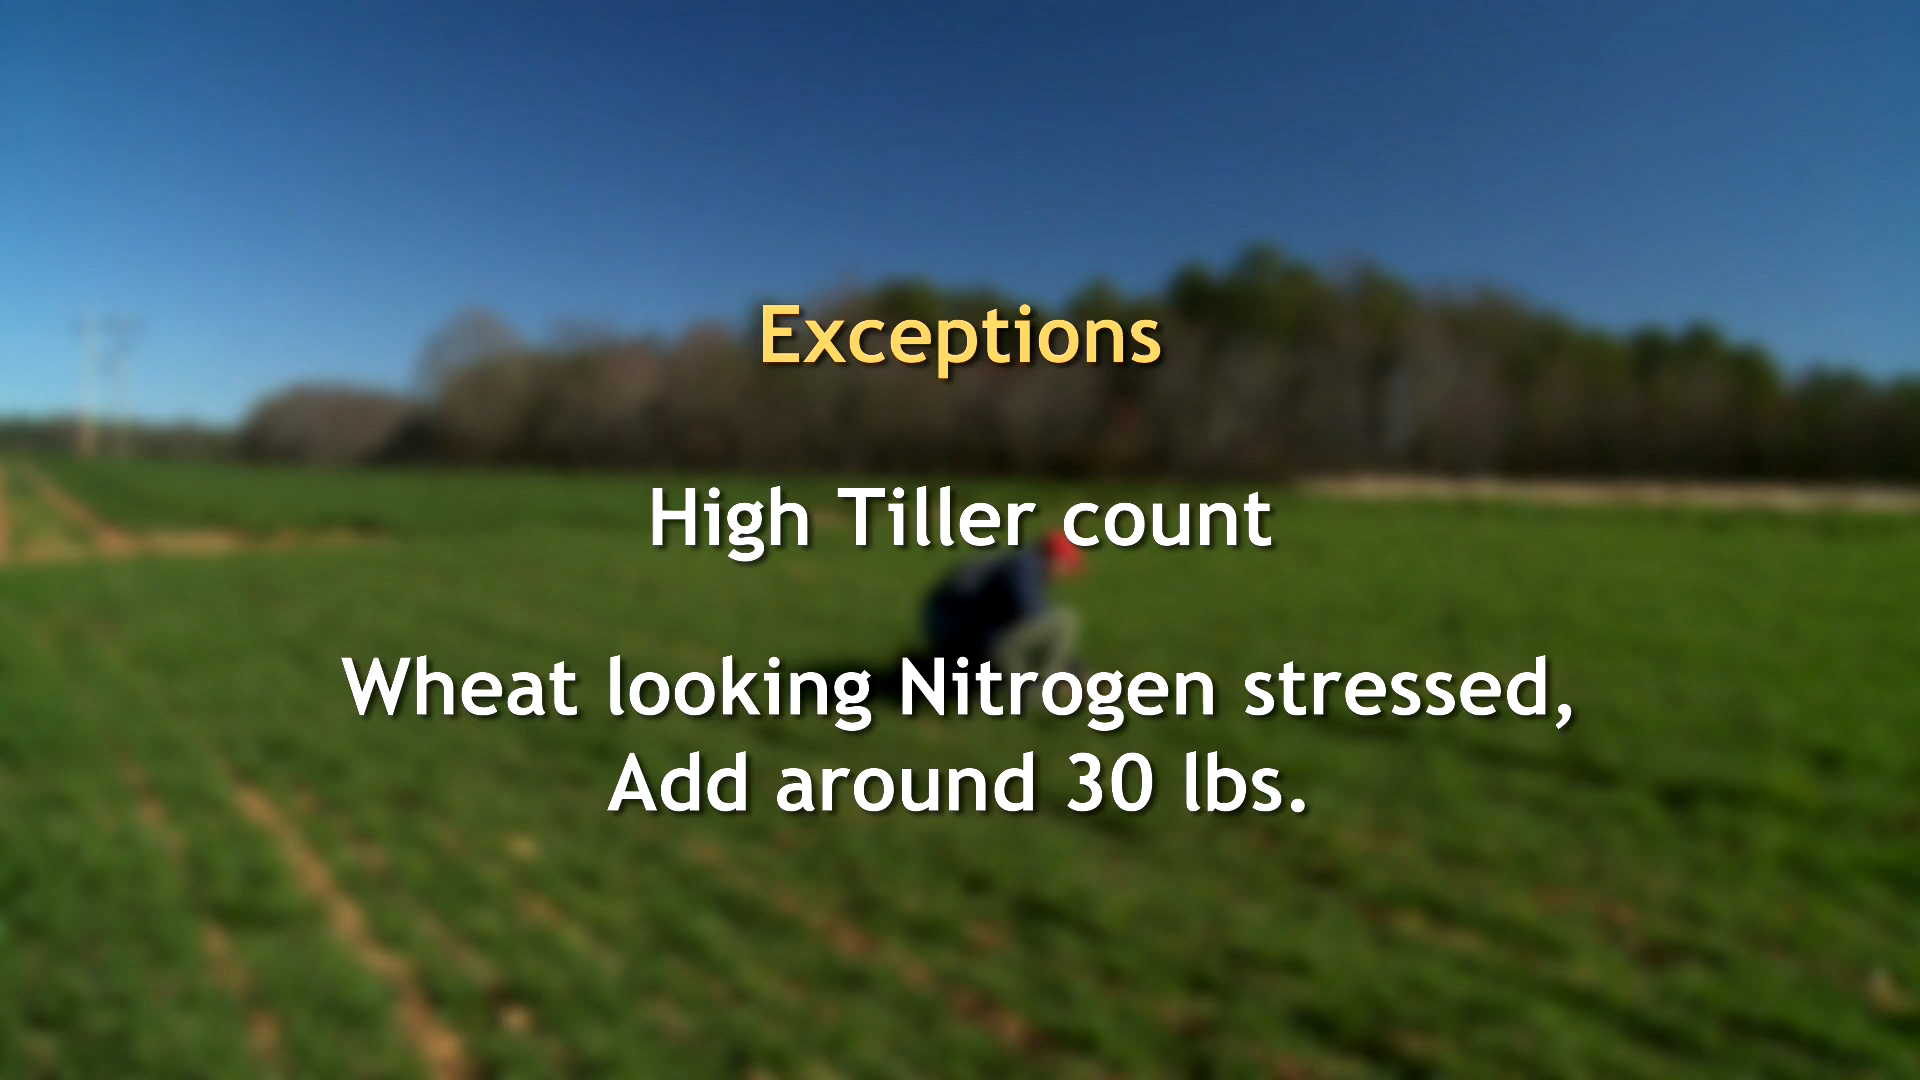 Exceptions
High Tiller count
Wheat looking Nitrogen stressed,
Add around 30 lbs.